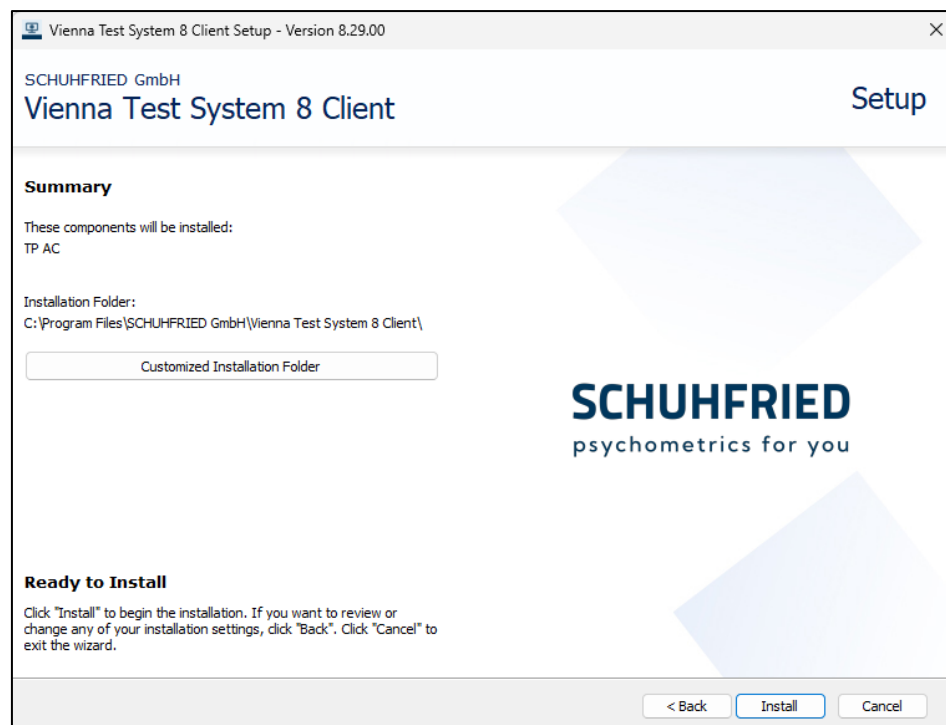 Vienna Test System 8 Client Setup - Version 8.29.00
SCHUHFRIED GmbH
Vienna Test System 8 Client
Setup
Summary
These components will be installed:
TP AC
Installation Folder:
C:\Program Files\SCHUHFRIED GmbH\Vienna Test System 8 Client\
Customized Installation Folder
SCHUHFRIED
psychometrics for you
Ready to Install
Click "Install" to begin the installation. If you want to review or
change any of your installation settings, click "Back". Click "Cancel" to
exit the wizard.
< Back
Install
Cancel